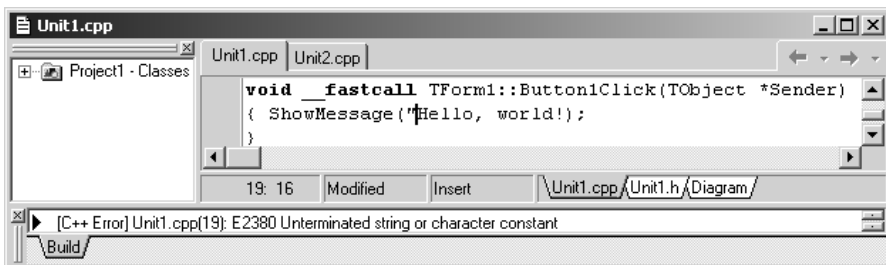 Unit1.cpp
Project1 - Classes
Unit1.cpp Unit2.cpp
void __fastcall TForm1::Button1Click(TObject *Sender)
{ ShowMessage("Hello, world!);
}
19: 16 Modified Insert Unit1.cpp Unit1.h Diagram
[C++ Error] Unit1.cpp(19): E2380 Unterminated string or character constant
Build